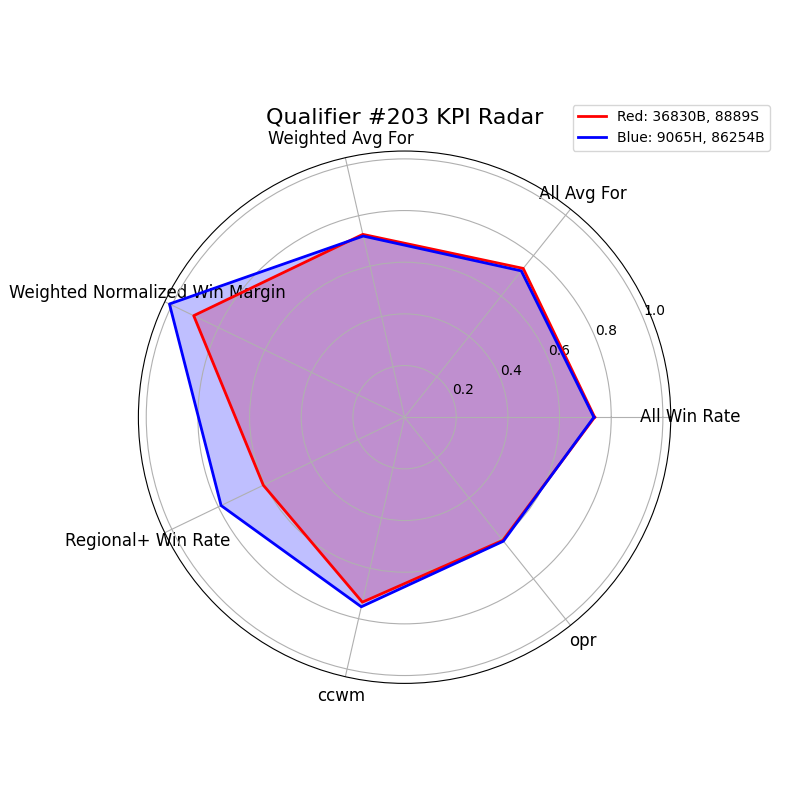 Qualifier #203 KPI Radar
Red: 36830B, 8889S
Blue: 9065H, 86254B
Weighted Avg For
All Avg For
Weighted Normalized Win Margin
1.0
0.8
0.6
0.4
0.2
All Win Rate
Regional+ Win Rate
opr
ccwm